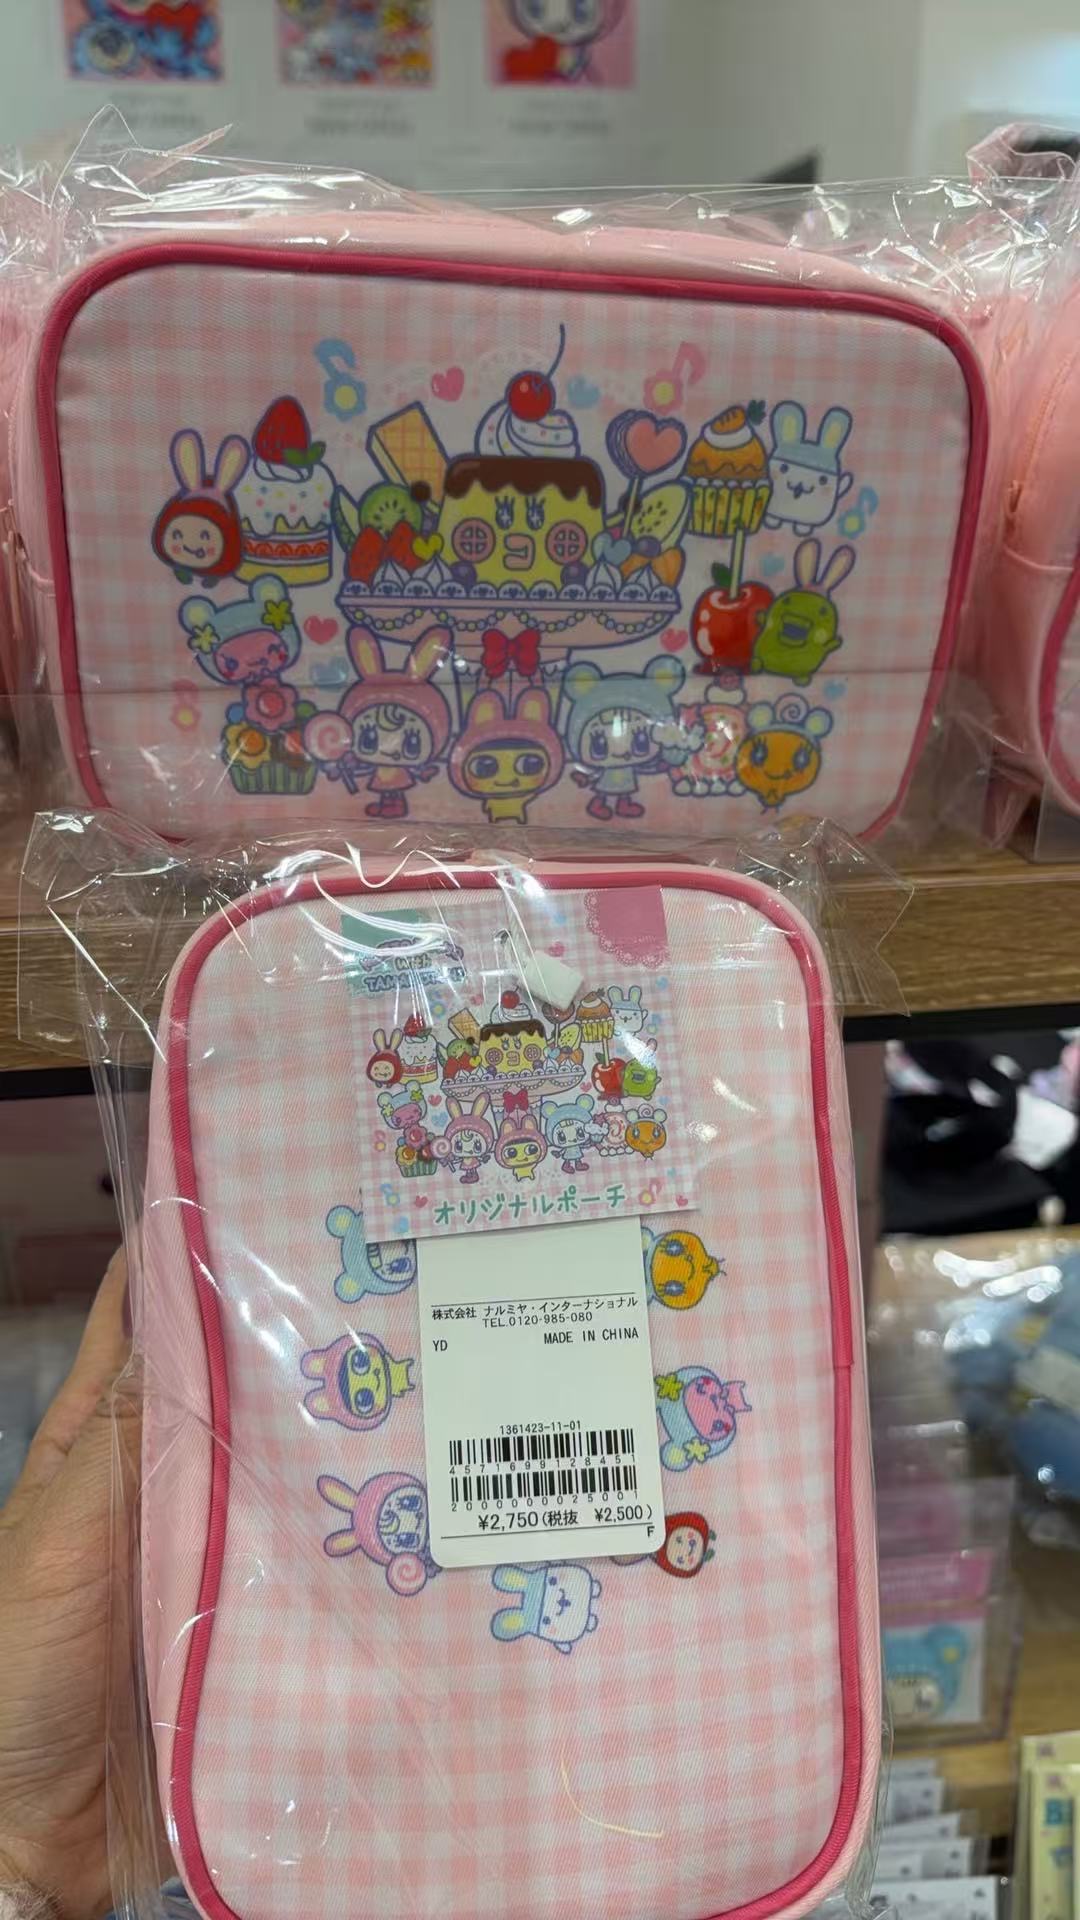 with
オリジナルポーチ
株式会社 ナルミヤ・インターナショナル
TEL.0120-985-080
YD MADE IN CHINA
1361423-11-01
4571699128451
2000000025001
¥2,750(税抜 ¥2,500)
F